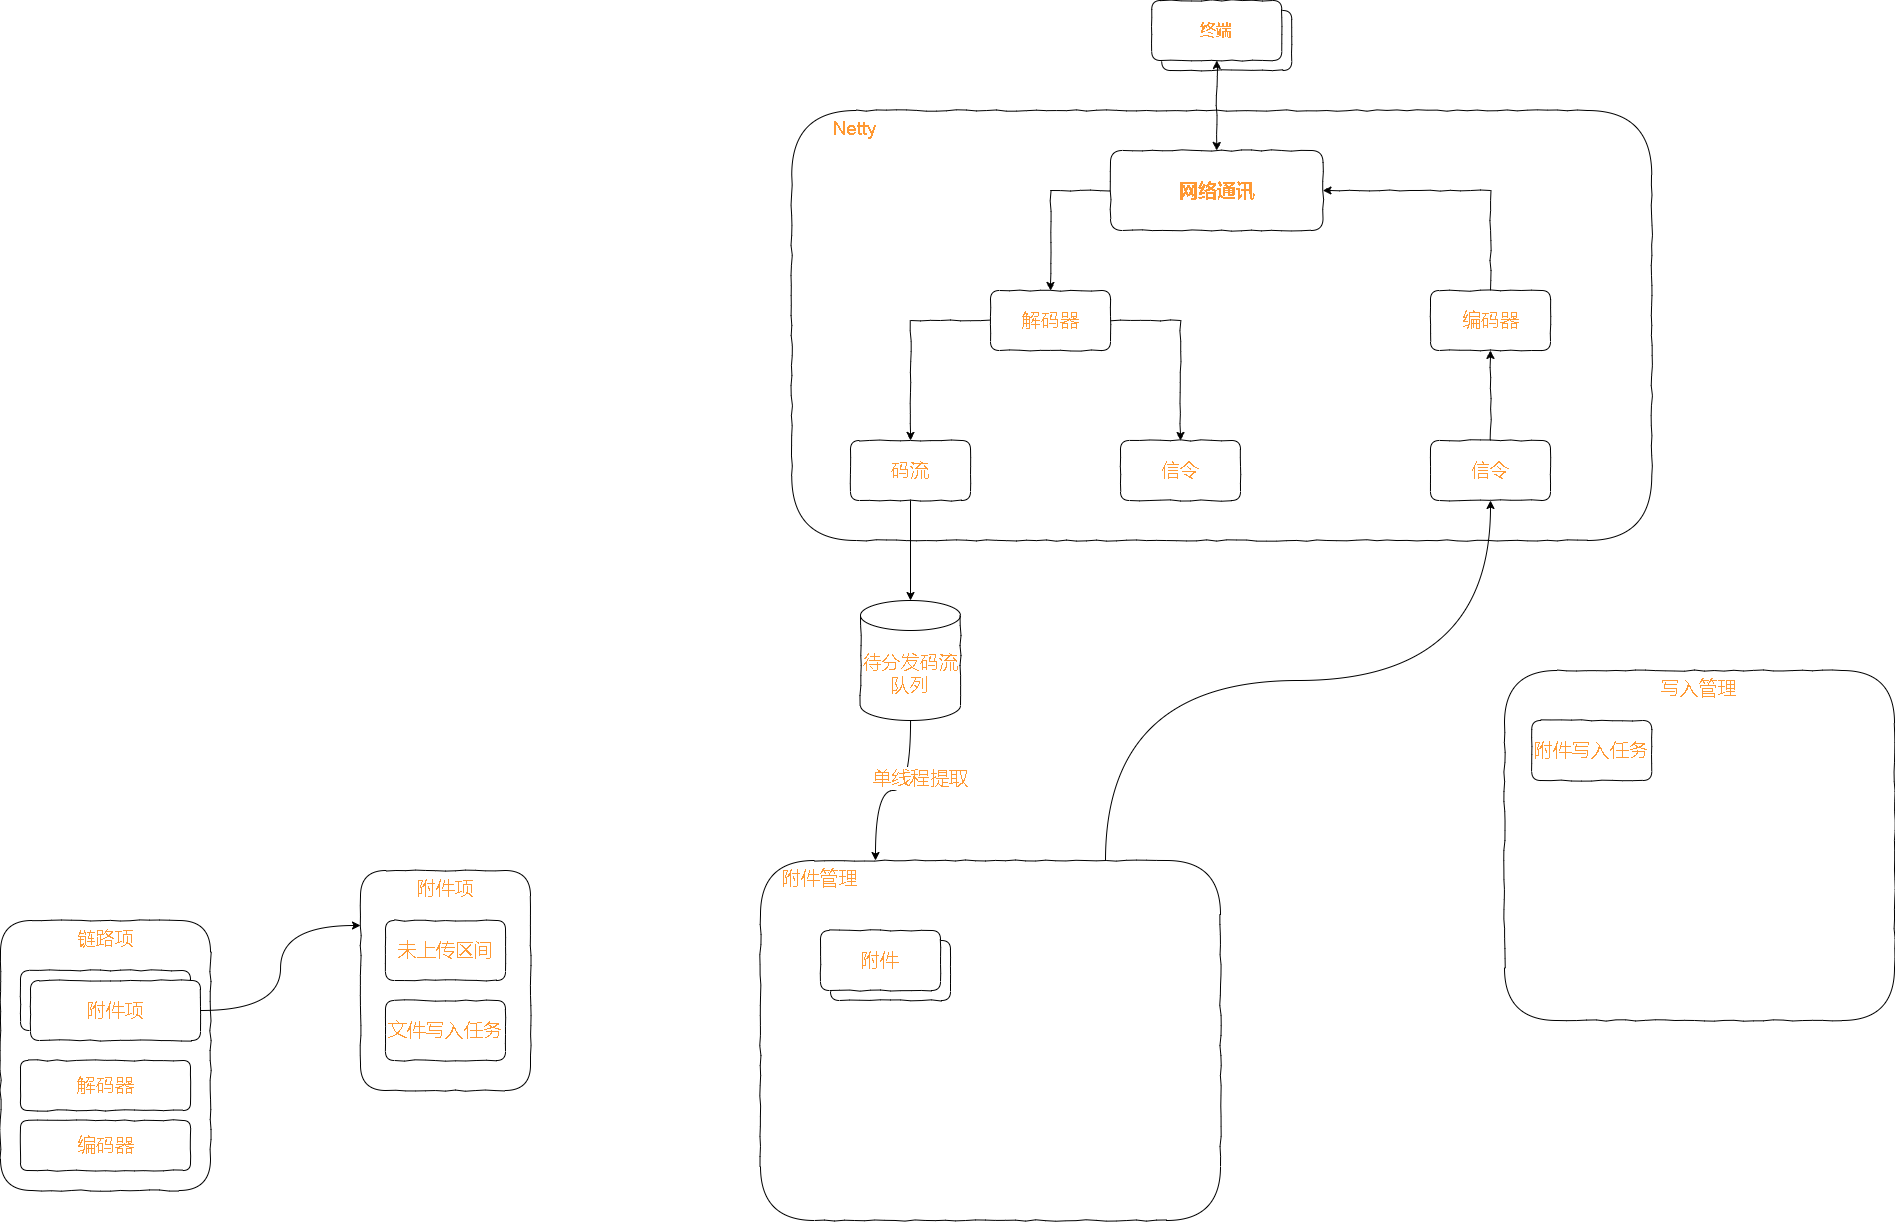 终端
Netty
网络通讯
解码器
编码器
码流
信令
信令
待分发码流
队列
单线程提取
写入管理
附件写入任务
附件管理
附件
附件项
未上传区间
文件写入任务
链路项
附件项
解码器
编码器